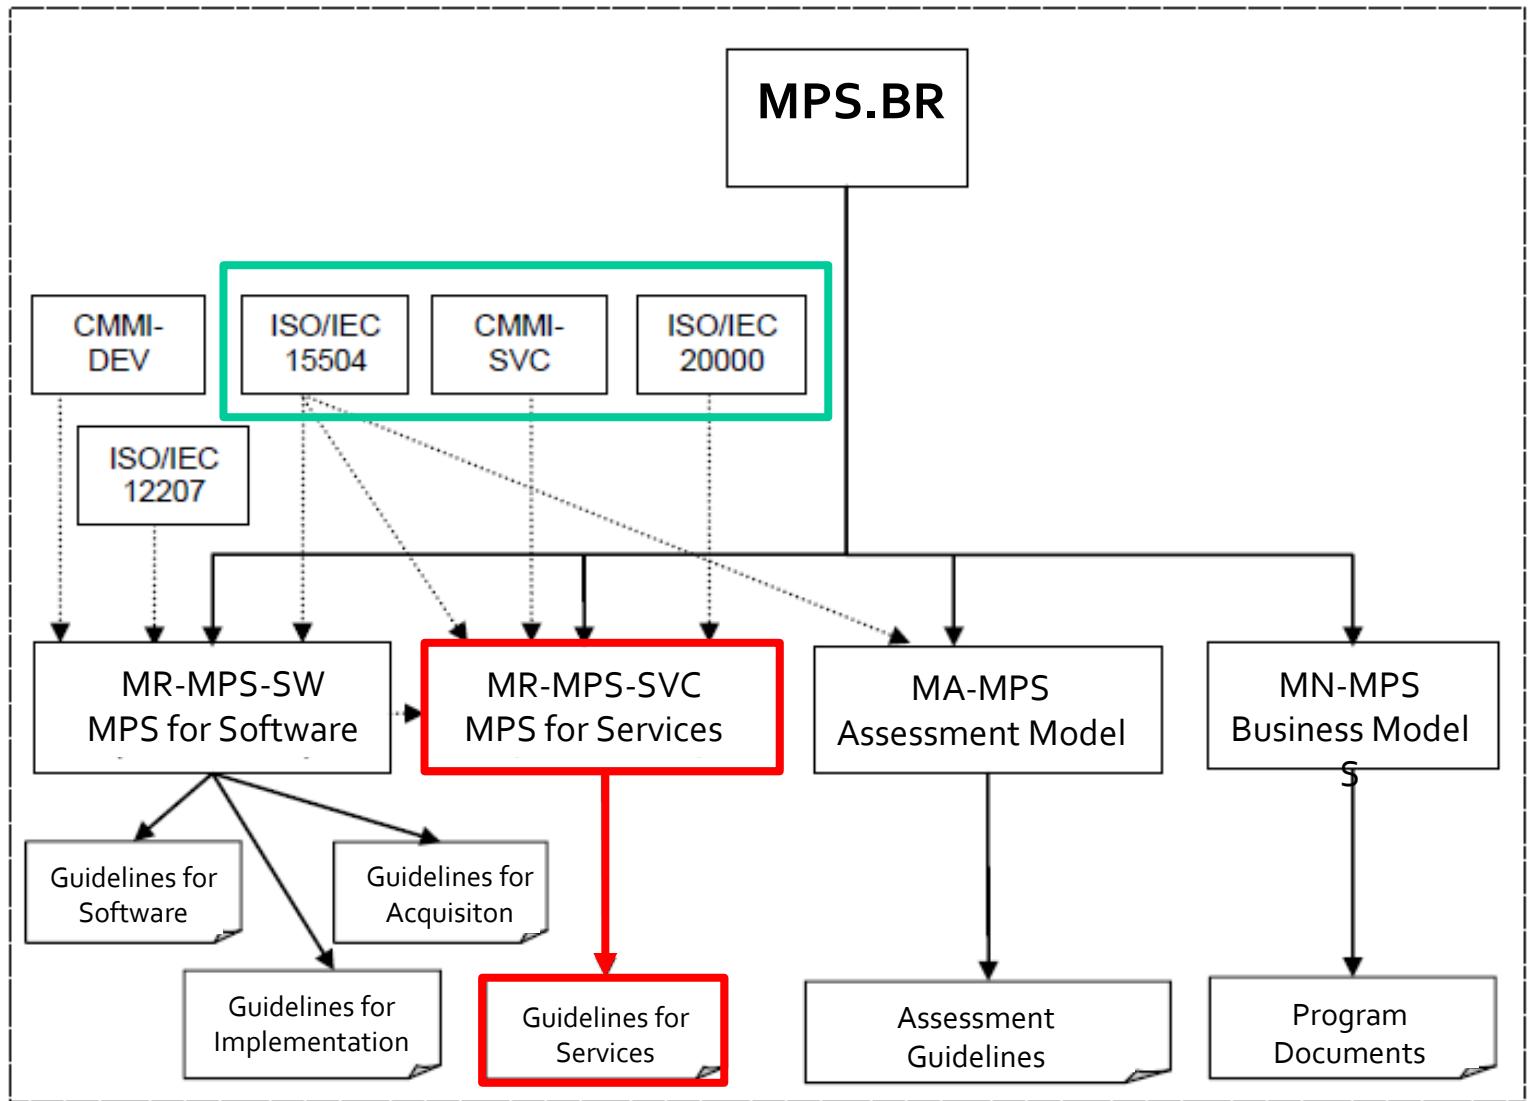 MPS.BR
CMMI-
DEV
ISO/IEC
15504
CMMI-
SVC
ISO/IEC
20000
ISO/IEC
12207
MR-MPS-SW
MPS for Software
MR-MPS-SVC
MPS for Services
MA-MPS
Assessment Model
MN-MPS
Business Model
s
Guidelines for
Software
Guidelines for
Acquisiton
Guidelines for
Implementation
Guidelines for
Services
Assessment
Guidelines
Program
Documents